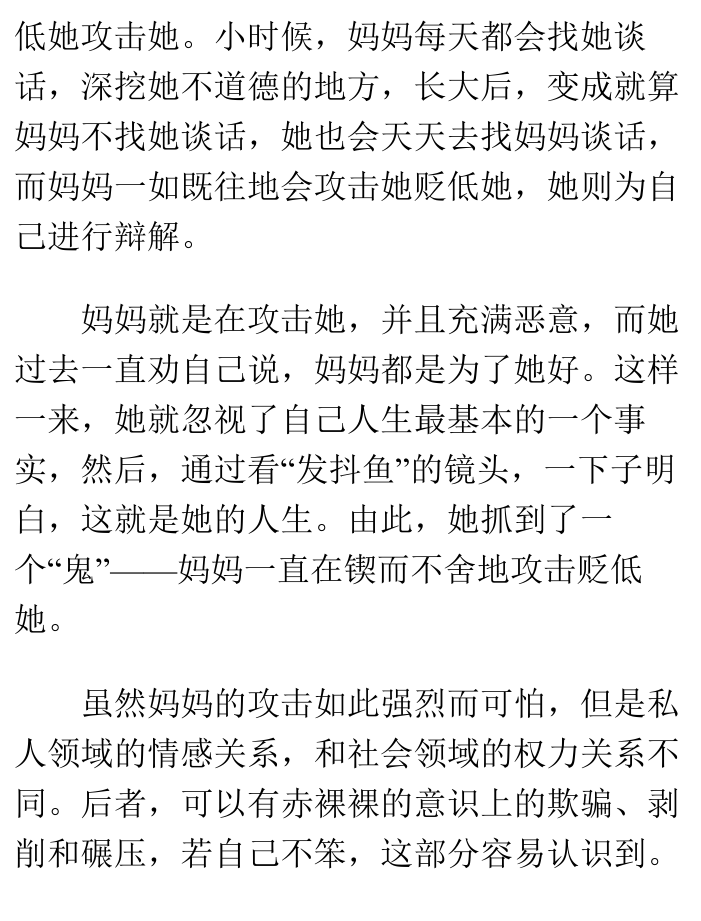 低她攻击她。小时候，妈妈每天都会找她谈
话，深挖她不道德的地方，长大后，变成就算
妈妈不找她谈话，她也会天天去找妈妈谈话，
而妈妈一如既往地会攻击她贬低她，她则为自
己进行辩解。
妈妈就是在攻击她，并且充满恶意，而她
过去一直劝自己说，妈妈都是为了她好。这样
一来，她就忽视了自己人生最基本的一个事
实，然后，通过看“发抖鱼”的镜头，一下子明
白，这就是她的人生。由此，她抓到了一
个“鬼”——妈妈一直在锲而不舍地攻击贬低
她。
虽然妈妈的攻击如此强烈而可怕，但是私
人领域的情感关系，和社会领域的权力关系不
同。后者，可以有赤裸裸的意识上的欺骗、剥
削和碾压，若自己不笨，这部分容易认识到。